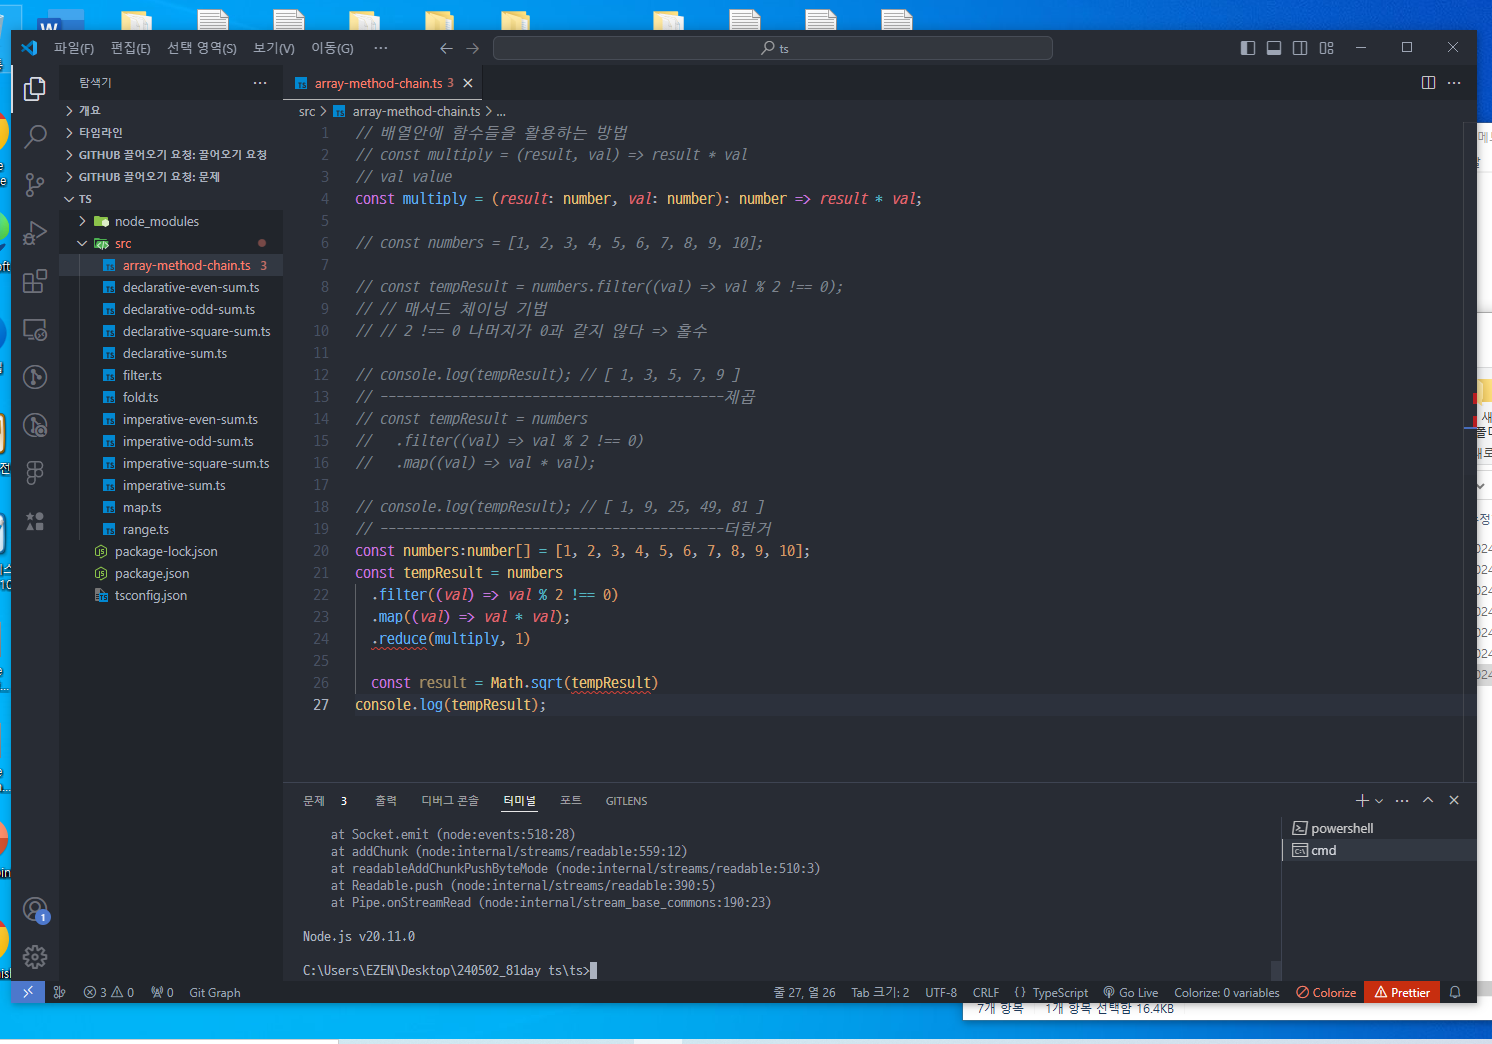 파일(F) 편집(E) 선택 영역(S) 보기(V) 이동(G) ··· ts
탐색기 ···
array-method-chain.ts 3
개요
타임라인
GITHUB 끌어오기 요청: 끌어오기 요청
GITHUB 끌어오기 요청: 문제
TS
node_modules
src
array-method-chain.ts 3
declarative-even-sum.ts
declarative-odd-sum.ts
declarative-square-sum.ts
declarative-sum.ts
filter.ts
fold.ts
imperative-even-sum.ts
imperative-odd-sum.ts
imperative-square-sum.ts
imperative-sum.ts
map.ts
range.ts
package-lock.json
package.json
tsconfig.json
src > array-method-chain.ts > ...
1 // 배열안에 함수들을 활용하는 방법
2 // const multiply = (result, val) => result * val
3 // val value
4 const multiply = (result: number, val: number): number => result * val;
5
6 // const numbers = [1, 2, 3, 4, 5, 6, 7, 8, 9, 10];
7
8 // const tempResult = numbers.filter((val) => val % 2 !== 0);
9 // // 매서드 체이닝 기법
10 // // 2 !== 0 나머지가 0과 같지 않다 => 홀수
11
12 // console.log(tempResult); // [ 1, 3, 5, 7, 9 ]
13 // -------------------------------------------제곱
14 // const tempResult = numbers
15 //   .filter((val) => val % 2 !== 0)
16 //   .map((val) => val * val);
17
18 // console.log(tempResult); // [ 1, 9, 25, 49, 81 ]
19 // -------------------------------------------더한거
20 const numbers:number[] = [1, 2, 3, 4, 5, 6, 7, 8, 9, 10];
21 const tempResult = numbers
22 .filter((val) => val % 2 !== 0)
23 .map((val) => val * val);
24 .reduce(multiply, 1)
25
26 const result = Math.sqrt(tempResult)
27 console.log(tempResult);
문제 3 출력 디버그 콘솔 터미널 포트 GITLENS
at Socket.emit (node:events:518:28)
at addChunk (node:internal/streams/readable:559:12)
at readableAddChunkPushByteMode (node:internal/streams/readable:510:3)
at Readable.push (node:internal/streams/readable:390:5)
at Pipe.onStreamRead (node:internal/stream_base_commons:190:23)
Node.js v20.11.0
C:\Users\EZEN\Desktop\240502_81day ts\ts>
powershell
cmd
1
3 0 0 Git Graph 줄 27, 열 26 Tab 크기: 2 UTF-8 CRLF {} TypeScript Go Live Colorize: 0 variables Colorize Prettier
7개 항목 1개 항목 선택함 16.4KB